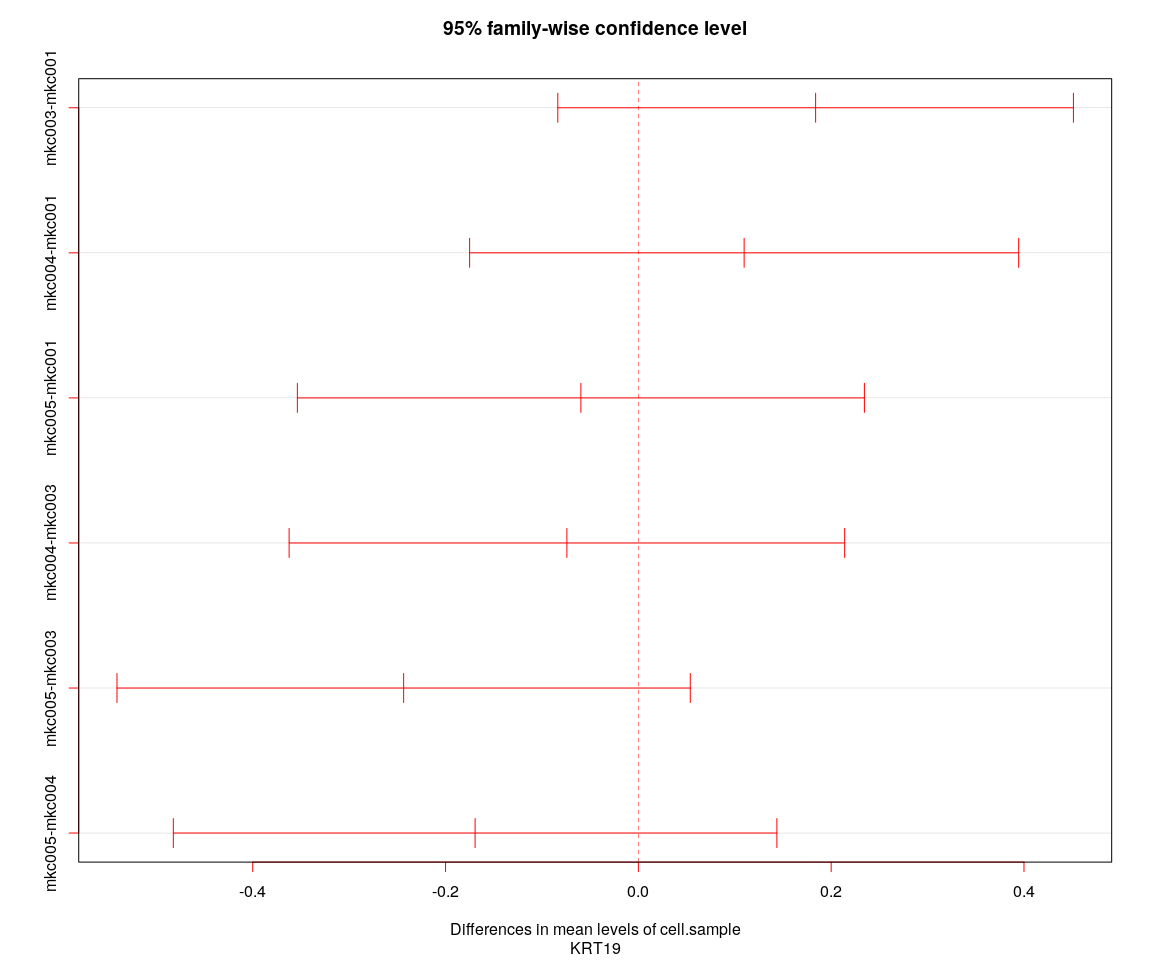 95% family-wise confidence level
mkc003-mkc001
mkc004-mkc001
mkc005-mkc001
mkc004-mkc003
mkc005-mkc003
mkc005-mkc004
-0.4 -0.2 0.0 0.2 0.4
Differences in mean levels of cell.sample
KRT19